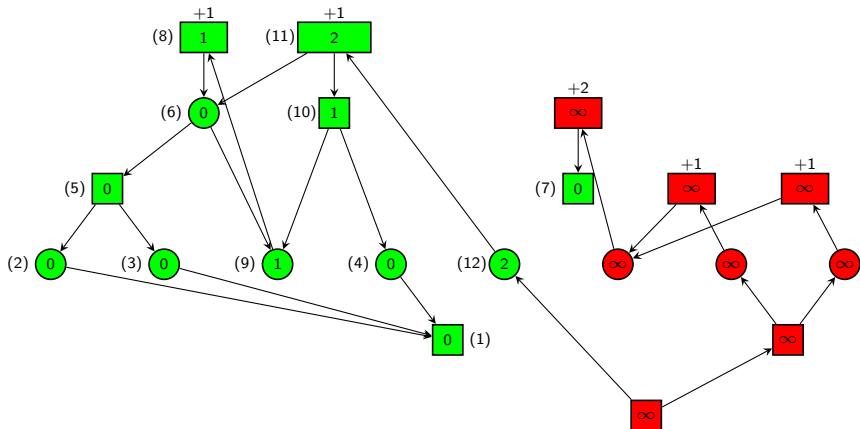 +1 +1
(8) 1 (11) 2
+2
(6) 0 (10) 1 ∞
+1 +1
(5) 0 (7) 0 ∞ ∞
(2) 0 (3) 0 (9) 1 (4) 0 (12) 2 ∞ ∞ ∞
0 (1) ∞
∞